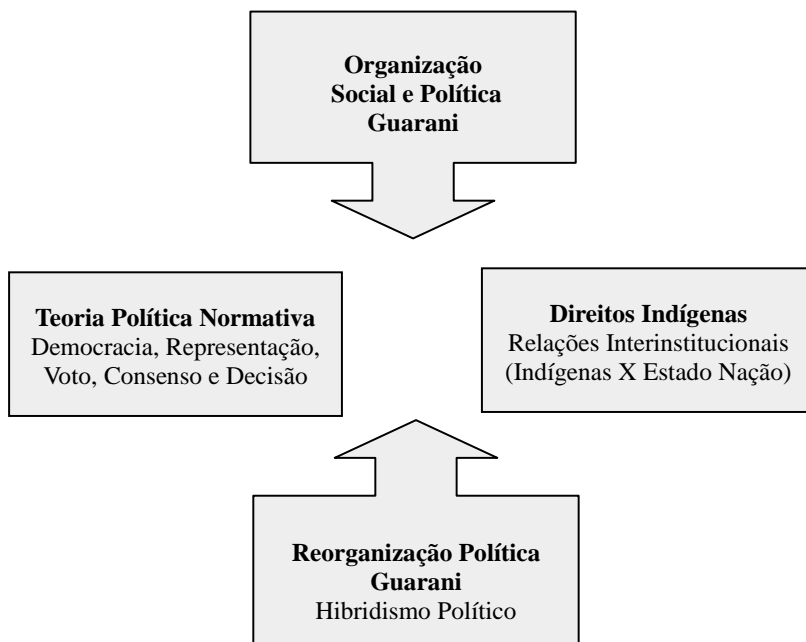 Organização
Social e Política
Guarani
Teoria Política Normativa
Democracia, Representação,
Voto, Consenso e Decisão
Direitos Indígenas
Relações Interinstitucionais
(Indígenas X Estado Nação)
Reorganização Política
Guarani
Hibridismo Político